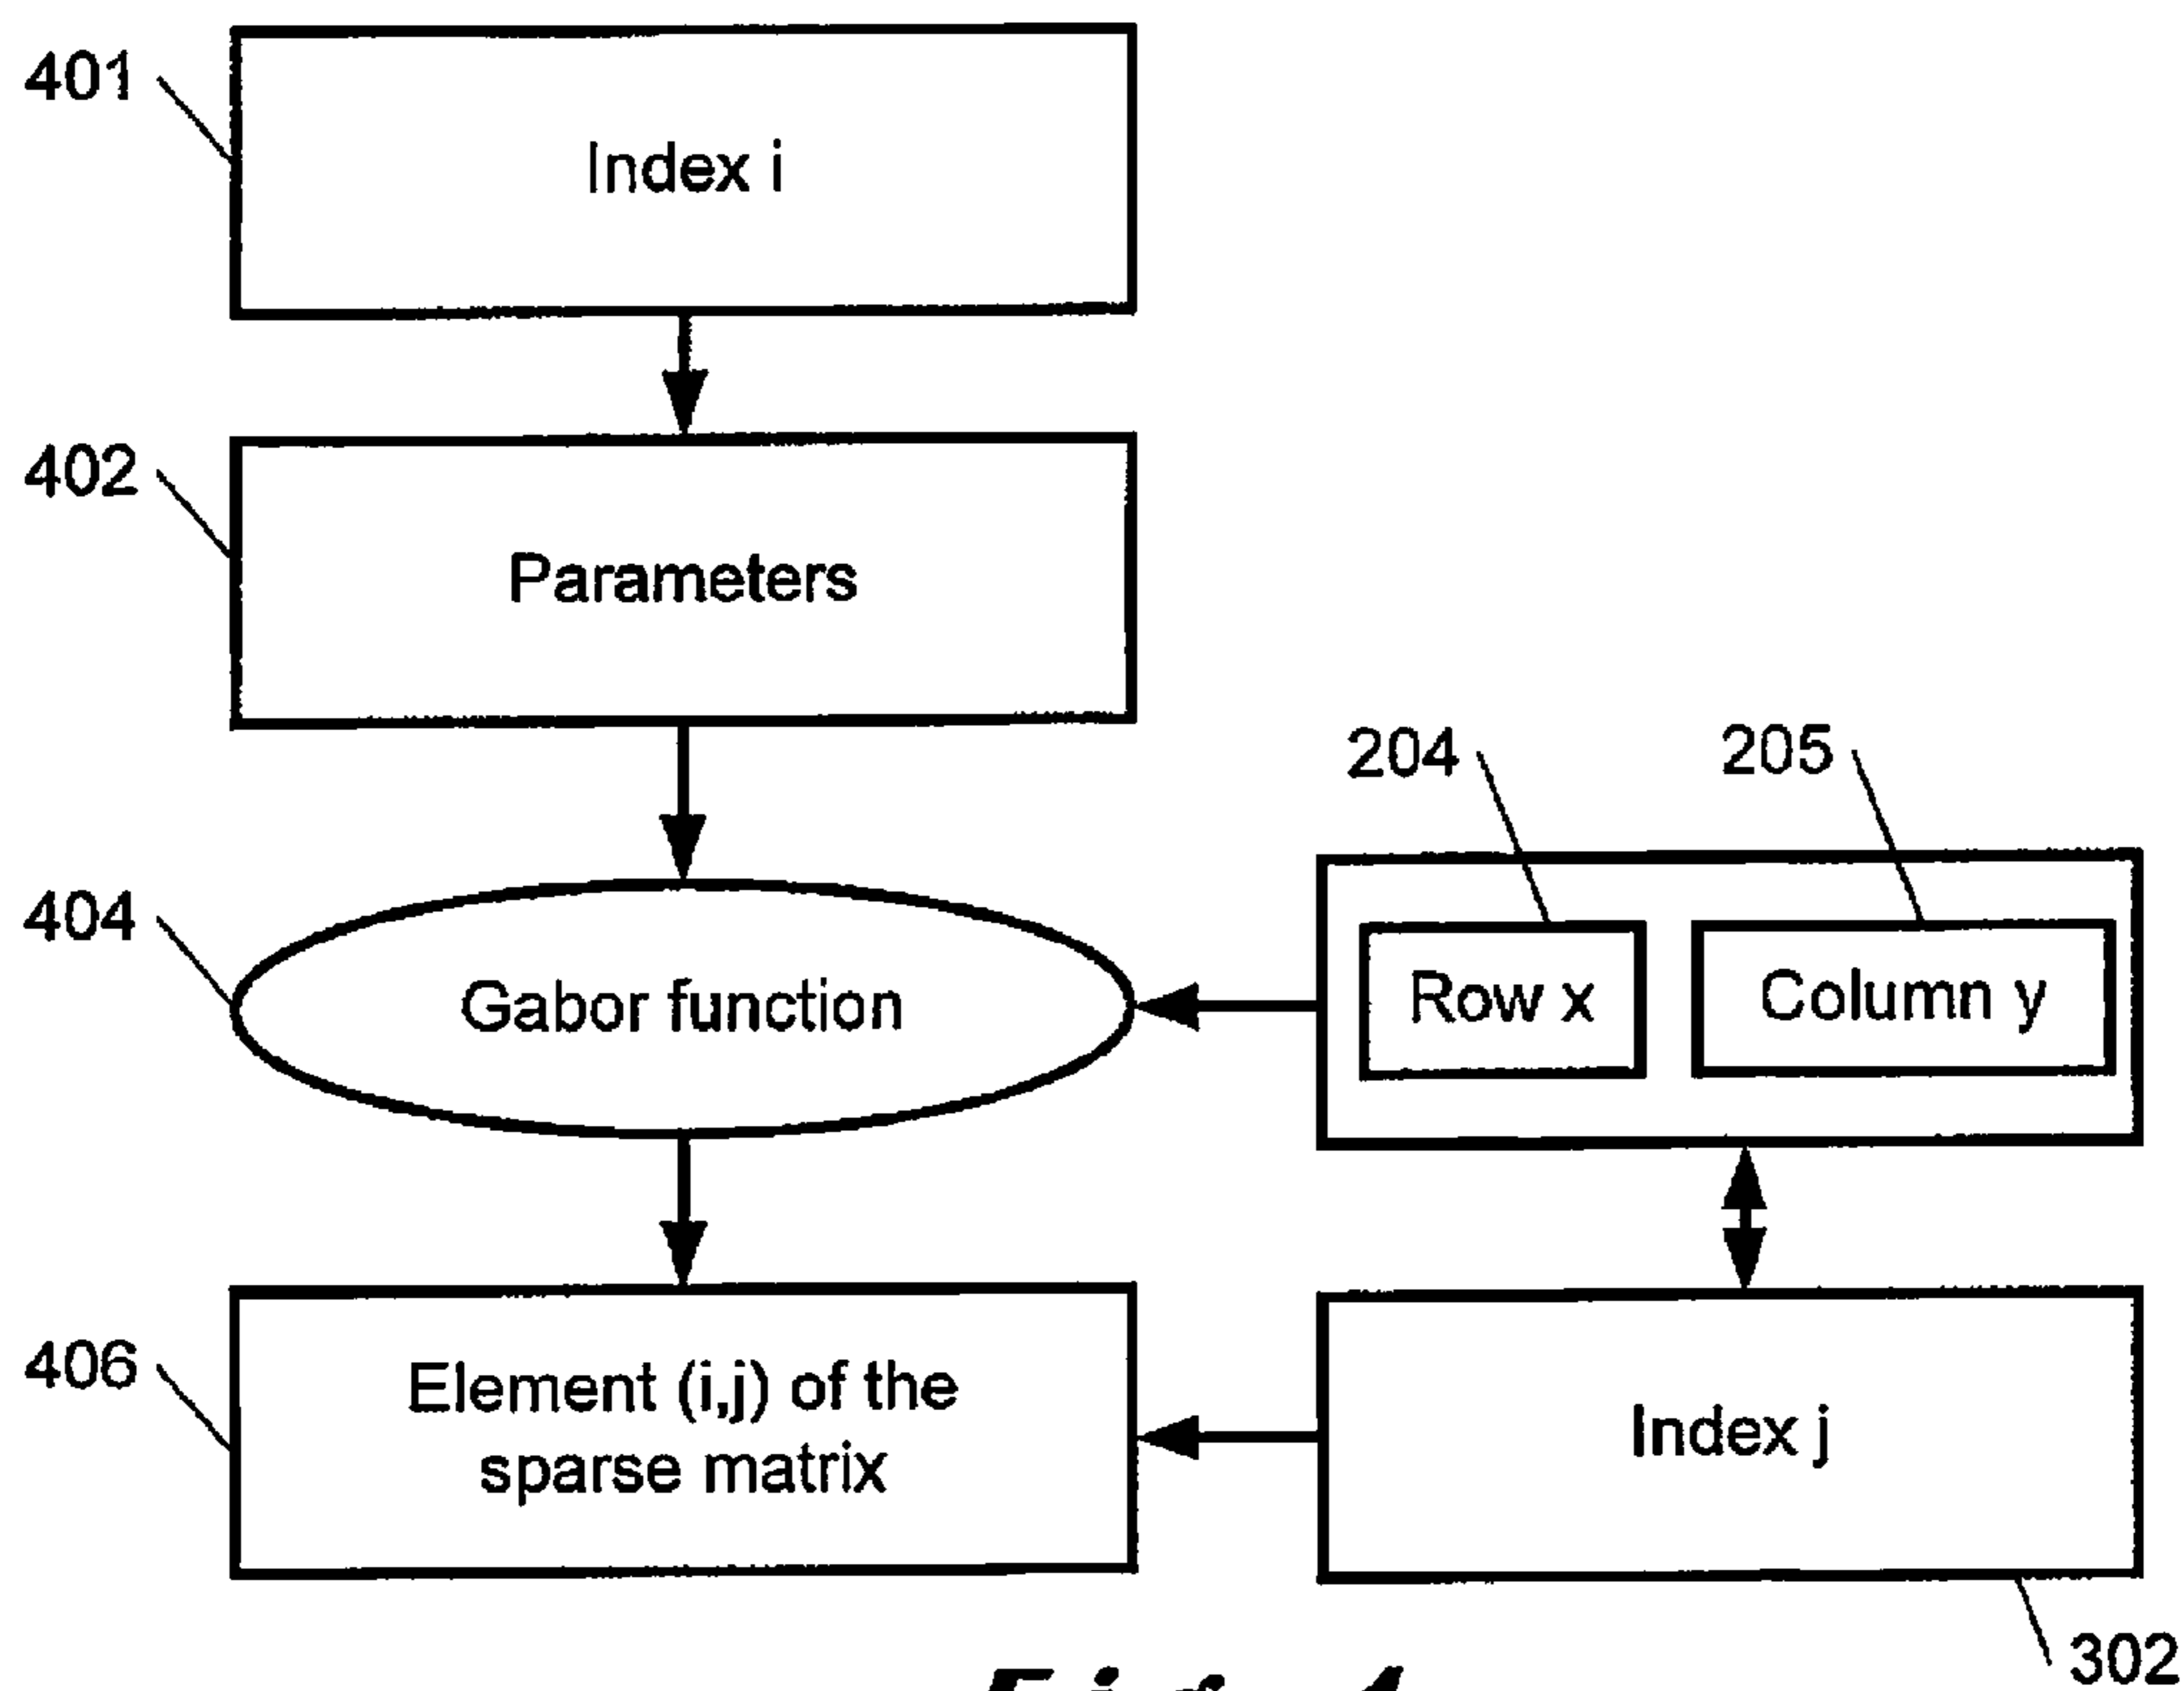 401
Index i
402
Parameters
204
205
404
Gabor function
Row x
Column y
406
Element (i,j) of the
sparse matrix
Index j
302